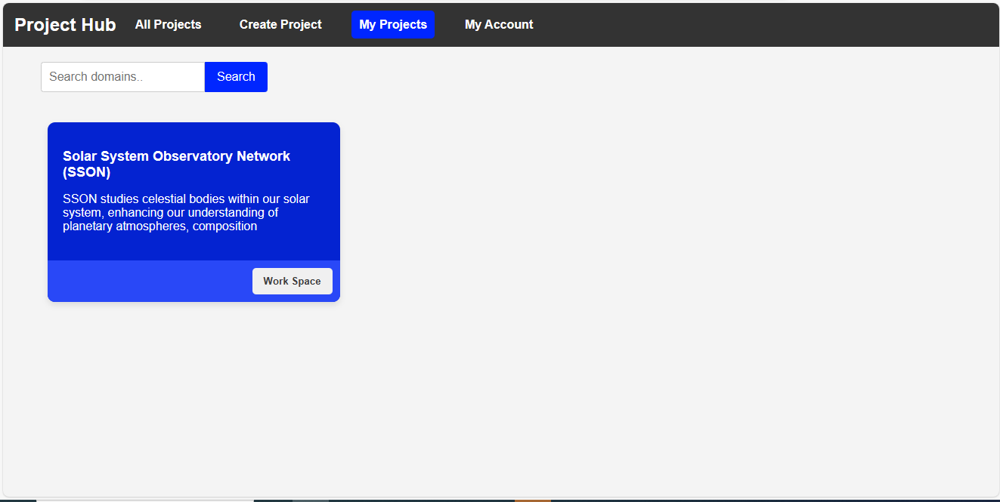 Project Hub All Projects Create Project My Projects My Account
Search domains.. Search
Solar System Observatory Network
(SSON)
SSON studies celestial bodies within our solar
system, enhancing our understanding of
planetary atmospheres, composition
Work Space